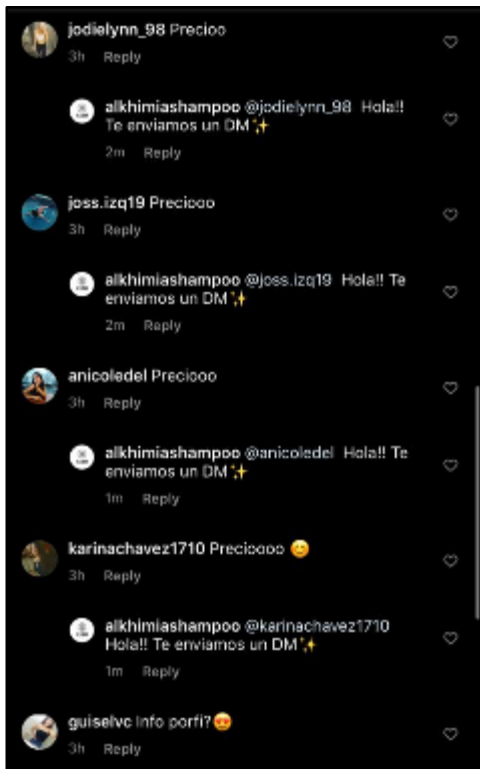 jodielynn_98 Precioo
3h Reply
alkhimiashampoo @jodielynn_98 Hola!!
Te enviamos un DM✨
2m Reply
joss.izq19 Preciooo
3h Reply
alkhimiashampoo @joss.izq19 Hola!! Te
enviamos un DM✨
2m Reply
anicoledel Preciooo
3h Reply
alkhimiashampoo @anicoledel Hola!! Te
enviamos un DM✨
1m Reply
karinachavez1710 Precioooo 😊
3h Reply
alkhimiashampoo @karinachavez1710
Hola!! Te enviamos un DM✨
1m Reply
guiselvc Info porfi?😍
3h Reply